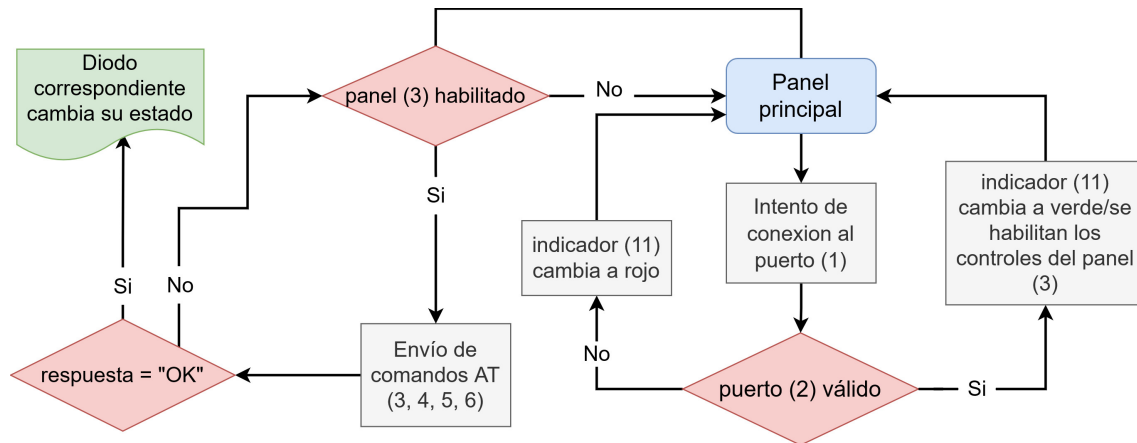 Diodo
correspondiente
cambia su estado
panel (3) habilitado
No
Panel
principal
Si
Intento de
conexion al
puerto (1)
indicador (11)
cambia a rojo
indicador (11)
cambia a verde/se
habilitan los
controles del panel
(3)
Si
No
respuesta = "OK"
Envío de
comandos AT
(3, 4, 5, 6)
No
puerto (2) válido
Si